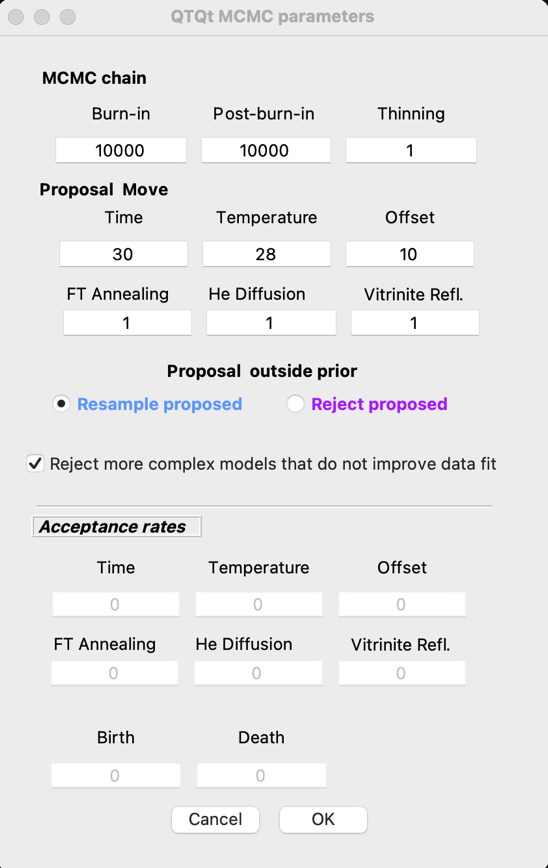 QTQt MCMC parameters
MCMC chain
Burn-in Post-burn-in Thinning
10000 10000 1
Proposal Move
Time Temperature Offset
30 28 10
FT Annealing He Diffusion Vitrinite Refl.
1 1 1
Proposal outside prior
Resample proposed Reject proposed
Reject more complex models that do not improve data fit
Acceptance rates
Time Temperature Offset
0 0 0
FT Annealing He Diffusion Vitrinite Refl.
0 0 0
Birth Death
0 0
Cancel OK